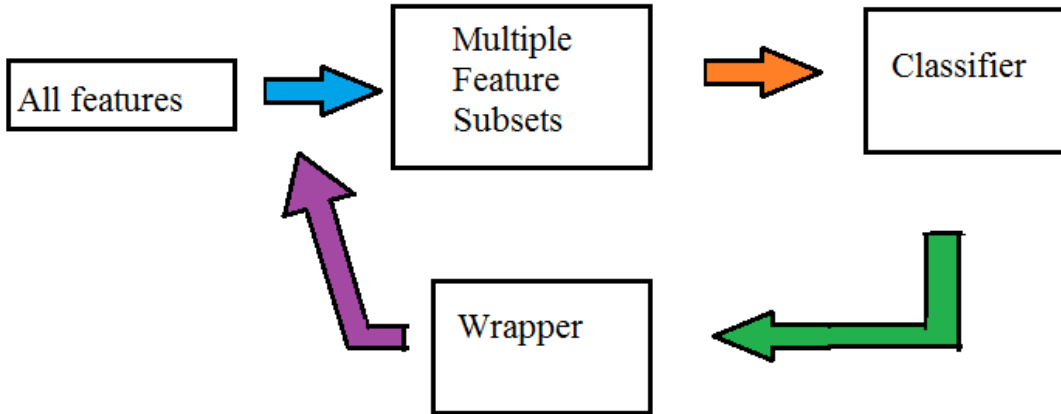 All features
Multiple
Feature
Subsets
Classifier
Wrapper